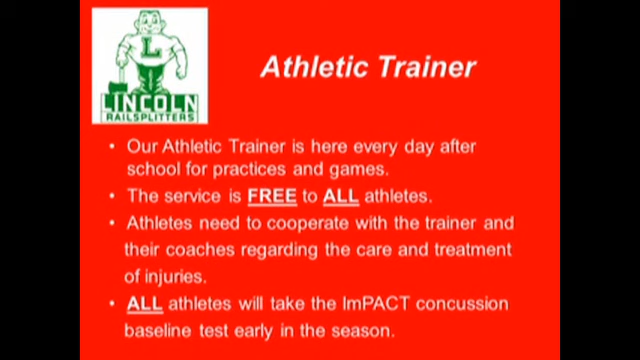 L
LINCOLN
RAILSPLITTERS
Athletic Trainer
• Our Athletic Trainer is here every day after
school for practices and games.
• The service is FREE to ALL athletes.
• Athletes need to cooperate with the trainer and
their coaches regarding the care and treatment
of injuries.
• ALL athletes will take the ImPACT concussion
baseline test early in the season.